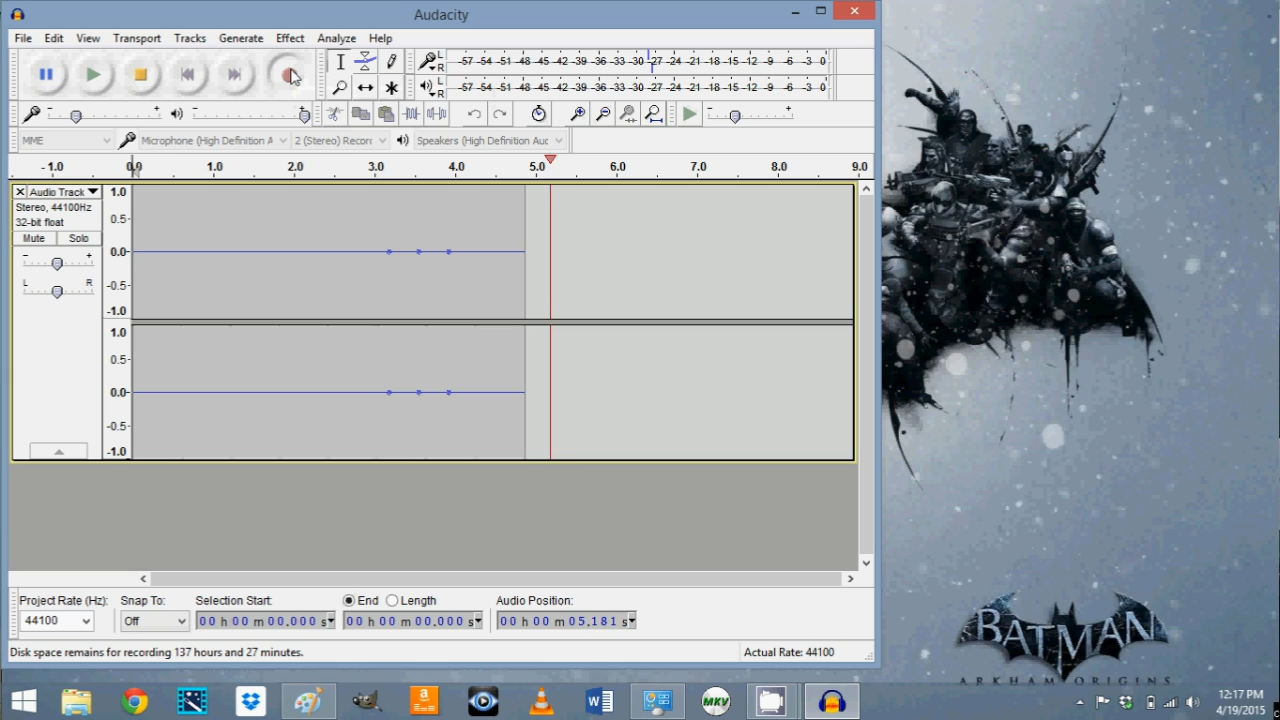 Audacity
File Edit View Transport Tracks Generate Effect Analyze Help
L
R
-57 -54 -51 -48 -45 -42 -39 -36 -33 -30 -27 -24 -21 -18 -15 -12 -9 -6 -3 0
L
R
-57 -54 -51 -48 -45 -42 -39 -36 -33 -30 -27 -24 -21 -18 -15 -12 -9 -6 -3 0
- +
- +
- +
MME Microphone (High Definition A 2 (Stereo) Recor Speakers (High Definition Aud
-1.0 0.0 1.0 2.0 3.0 4.0 5.0 6.0 7.0 8.0 9.0
Audio Track
Stereo, 44100Hz
32-bit float
Mute Solo
- +
L R
1.0
0.5-
0.0-
-0.5-
-1.0
1.0
0.5-
0.0-
-0.5-
-1.0
Project Rate (Hz): Snap To: Selection Start: End Length Audio Position:
44100 Off 00 h 00 m 00.000 s 00 h 00 m 00.000 s 00 h 00 m 05.181 s
Disk space remains for recording 137 hours and 27 minutes. Actual Rate: 44100
BATMAN
ARKHAM ORIGINS
a
W
MKV
12:17 PM
4/19/2015